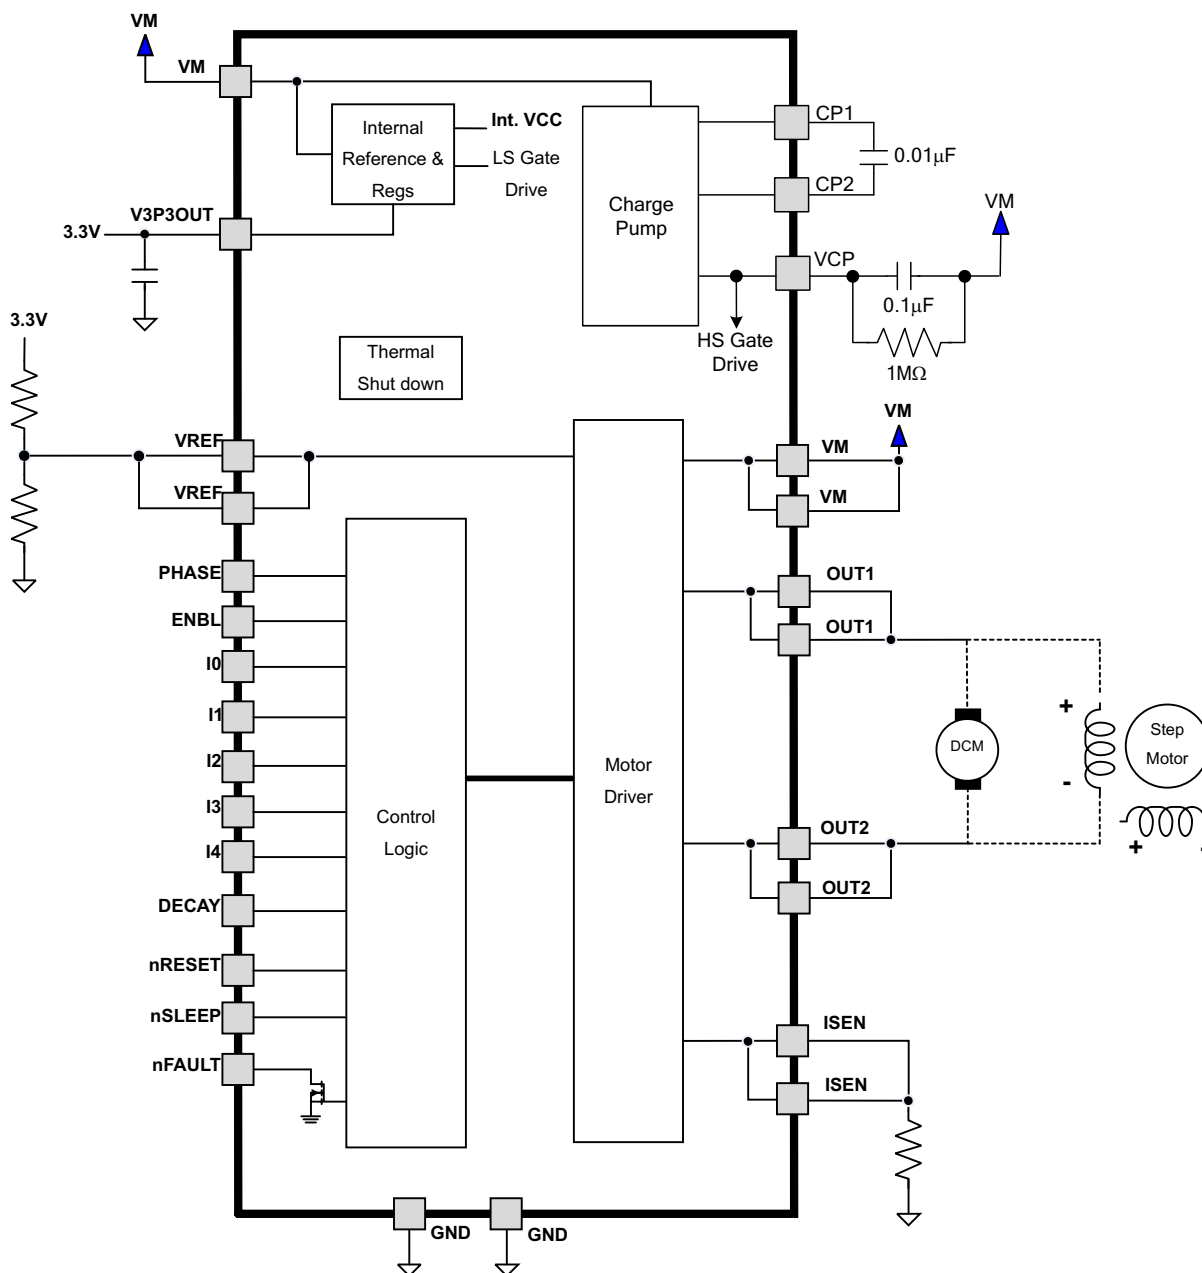 VM
VM
Internal
Reference &
Regs
Int. VCC
LS Gate
Drive
V3P3OUT
3.3V
Charge
Pump
CP1
0.01µF
CP2
VM
VCP
0.1µF
1MΩ
HS Gate
Drive
3.3V
Thermal
Shut down
VREF
VREF
VM
VM
VM
PHASE
ENBL
I0
I1
I2
I3
I4
DECAY
nRESET
nSLEEP
nFAULT
Control
Logic
Motor
Driver
OUT1
OUT1
DCM
+
-
Step
Motor
+
-
OUT2
OUT2
ISEN
ISEN
GND
GND